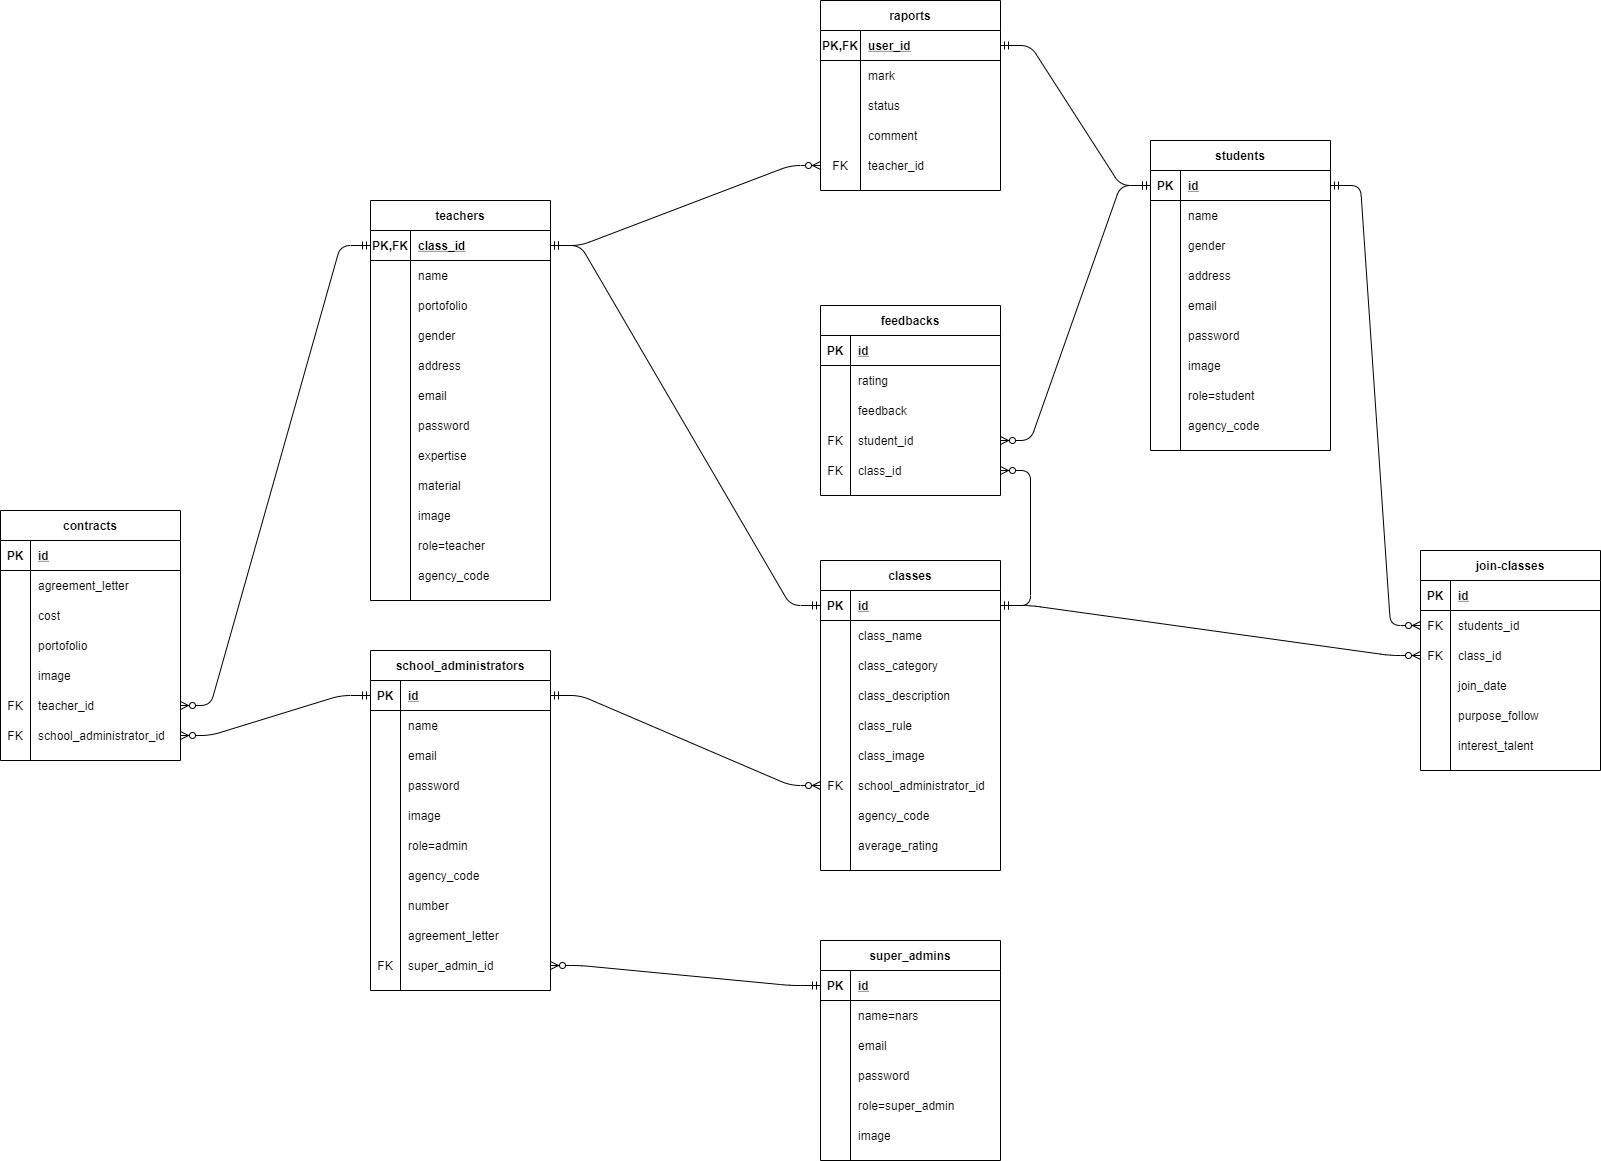 raports
PK,FK user_id
mark
status
comment
FK teacher_id
students
PK id
name
gender
address
email
password
image
role=student
agency_code
teachers
PK,FK class_id
name
portofolio
gender
address
email
password
expertise
material
image
role=teacher
agency_code
feedbacks
PK id
rating
feedback
FK student_id
FK class_id
contracts
PK id
agreement_letter
cost
portofolio
image
FK teacher_id
FK school_administrator_id
classes
PK id
class_name
class_category
class_description
class_rule
class_image
FK school_administrator_id
agency_code
average_rating
join-classes
PK id
FK students_id
FK class_id
join_date
purpose_follow
interest_talent
school_administrators
PK id
name
email
password
image
role=admin
agency_code
number
agreement_letter
FK super_admin_id
super_admins
PK id
name=nars
email
password
role=super_admin
image